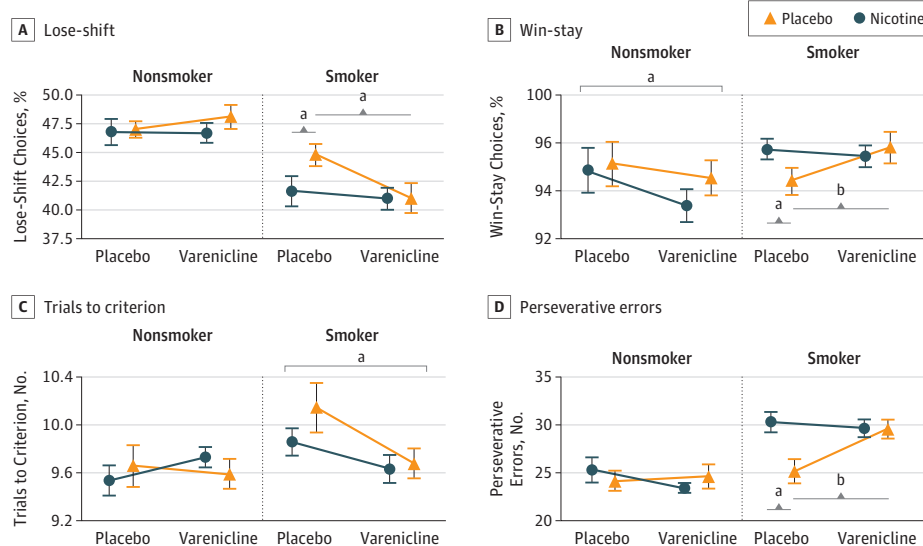 Placebo Nicotine
A Lose-shift
Nonsmoker Smoker
Lose-Shift Choices, %
50.0
47.5
45.0
42.5
40.0
37.5
a
a
Placebo Varenicline Placebo Varenicline
B Win-stay
Nonsmoker Smoker
Win-Stay Choices, %
100
96
94
92
a
a
b
Placebo Varenicline Placebo Varenicline
C Trials to criterion
Nonsmoker Smoker
Trials to Criterion, No.
10.4
10.0
9.6
9.2
a
Placebo Varenicline Placebo Varenicline
D Perseverative errors
Nonsmoker Smoker
Perseverative
Errors, No.
35
30
25
20
a
b
Placebo Varenicline Placebo Varenicline